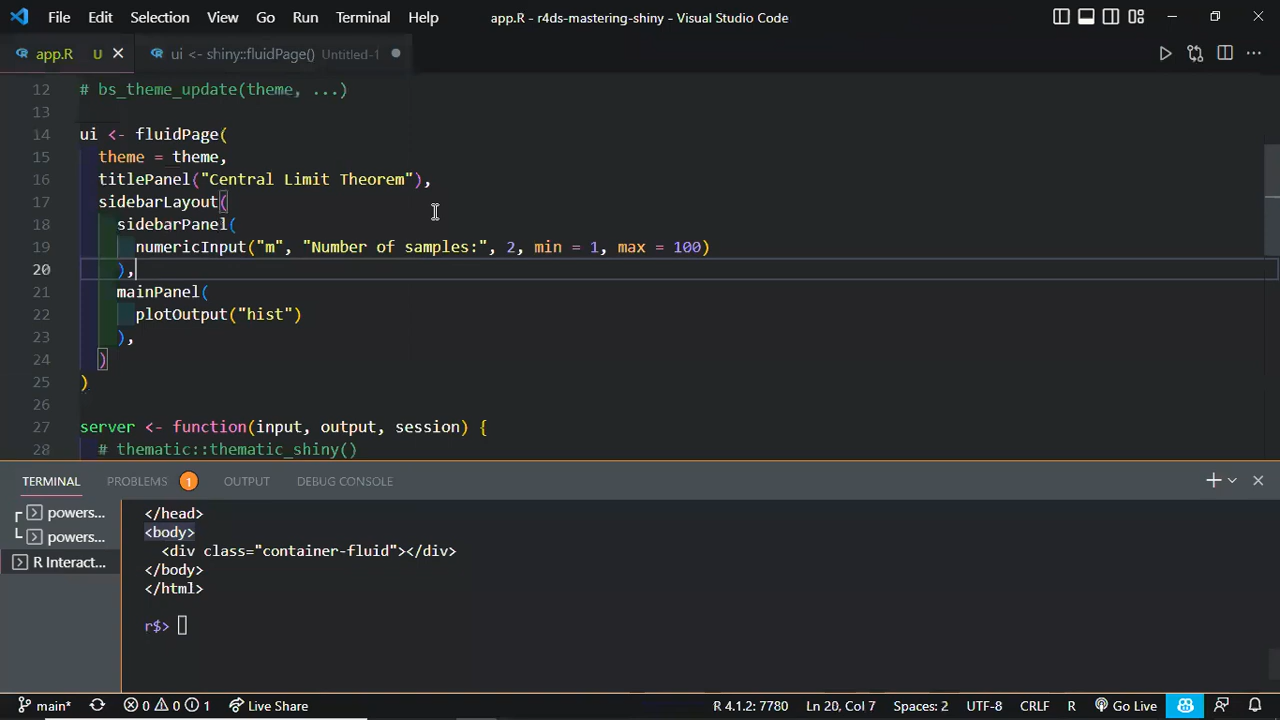 File Edit Selection View Go Run Terminal Help app.R - r4ds-mastering-shiny - Visual Studio Code
app.R U ui <- shiny::fluidPage() Untitled-1
12 # bs_theme_update(theme, ...)
13
14 ui <- fluidPage(
15 theme = theme,
16 titlePanel("Central Limit Theorem"),
17 sidebarLayout(
18 sidebarPanel(
19 numericInput("m", "Number of samples:", 2, min = 1, max = 100)
20 ),
21 mainPanel(
22 plotOutput("hist")
23 ),
24 )
25 )
26
27 server <- function(input, output, session) {
28 # thematic::thematic_shiny()
TERMINAL PROBLEMS 1 OUTPUT DEBUG CONSOLE
powers...
powers...
R Interact...
</head>
<body>
<div class="container-fluid"></div>
</body>
</html>
r$>
main* 0 0 1 Live Share R 4.1.2: 7780 Ln 20, Col 7 Spaces: 2 UTF-8 CRLF R Go Live